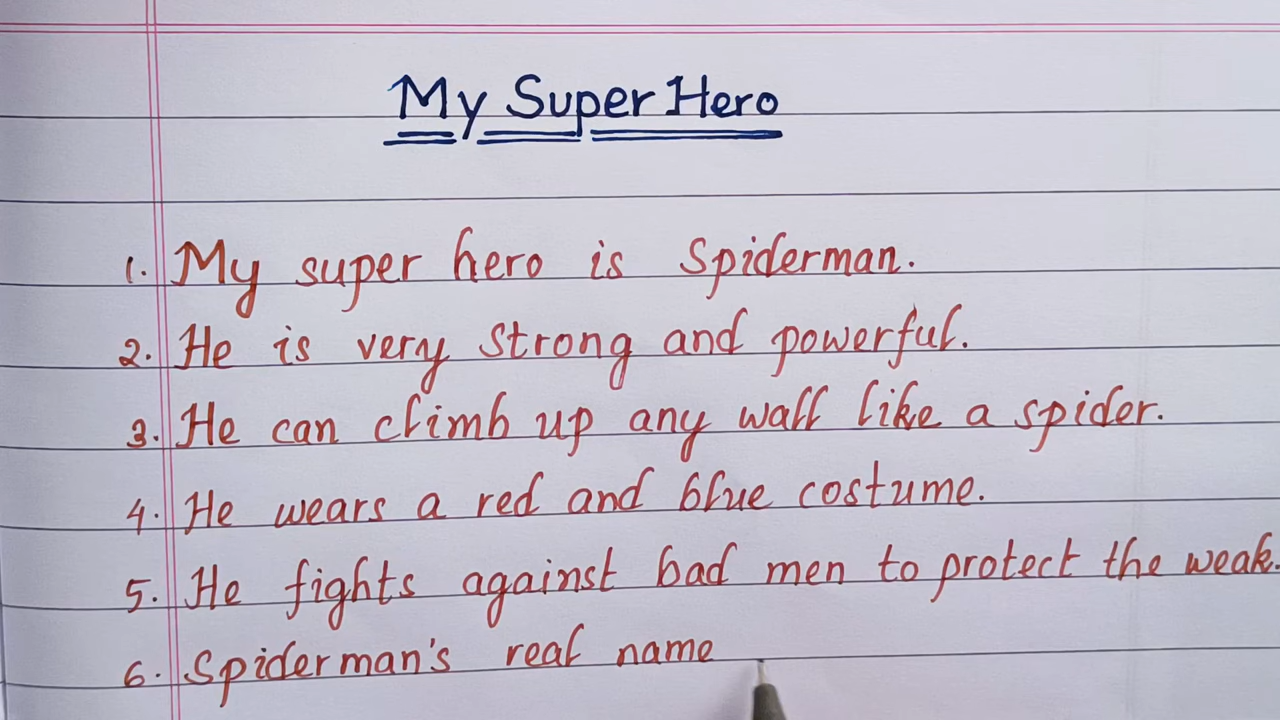 My Super Hero
1. My super hero is Spiderman.
2. He is very strong and powerful.
3. He can climb up any wall like a spider.
4. He wears a red and blue costume.
5. He fights against bad men to protect the weak.
6. Spiderman's real name